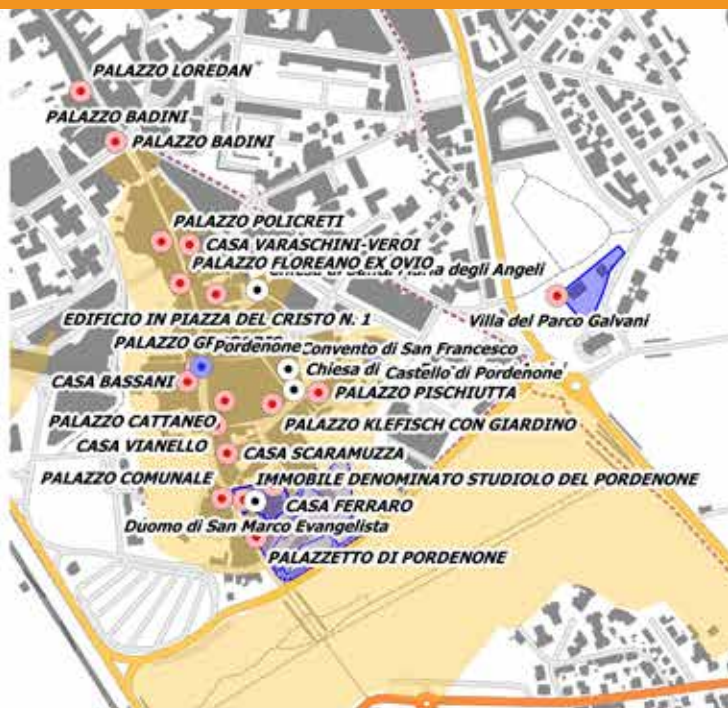 PALAZZO LOREDAN
PALAZZO BADINI
PALAZZO BADINI
PALAZZO POLICRETI
CASA VARASCHINI-VEROI
PALAZZO FLOREANO EX OVIO
degli Angeli
Villa del Parco Galvani
EDIFICIO IN PIAZZA DEL CRISTO N. 1
PALAZZO
Pordenone
Convento di San Francesco
Chiesa di
Castello di Pordenone
CASA BASSANI
PALAZZO PISCHIUTTA
PALAZZO CATTANEO
PALAZZO KLEFISCH CON GIARDINO
CASA VIANELLO
CASA SCARAMUZZA
PALAZZO COMUNALE
IMMOBILE DENOMINATO STUDIOLO DEL PORDENONE
CASA FERRARO
Duomo di San Marco Evangelista
PALAZZETTO DI PORDENONE